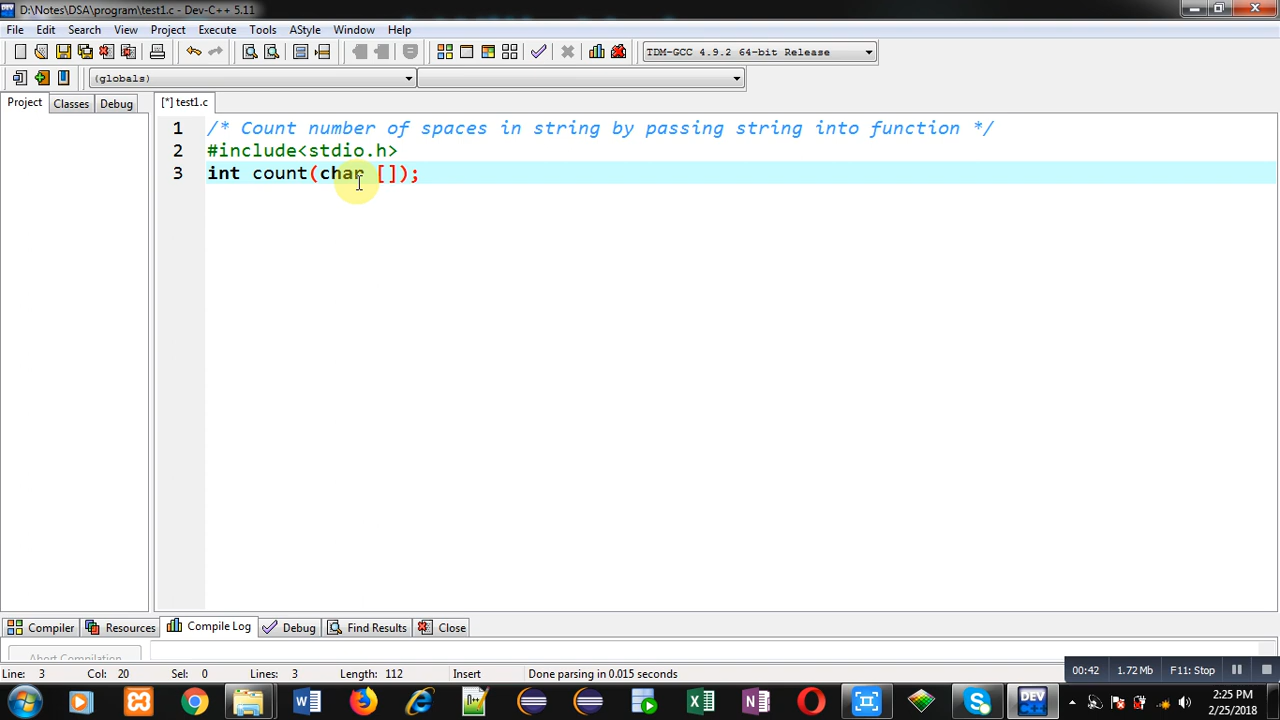 D:\Notes\DSA\program\test1.c - Dev-C++ 5.11
File Edit Search View Project Execute Tools AStyle Window Help
TDM-GCC 4.9.2 64-bit Release
(globals)
Project Classes Debug
[*] test1.c
1 /* Count number of spaces in string by passing string into function */
2 #include<stdio.h>
3 int count(char []);
Compiler Resources Compile Log Debug Find Results Close
Abort Compilation
Line: 3 Col: 20 Sel: 0 Lines: 3 Length: 112 Insert Done parsing in 0.015 seconds
00:42 1.72 Mb F11: Stop
DEV
2:25 PM
2/25/2018